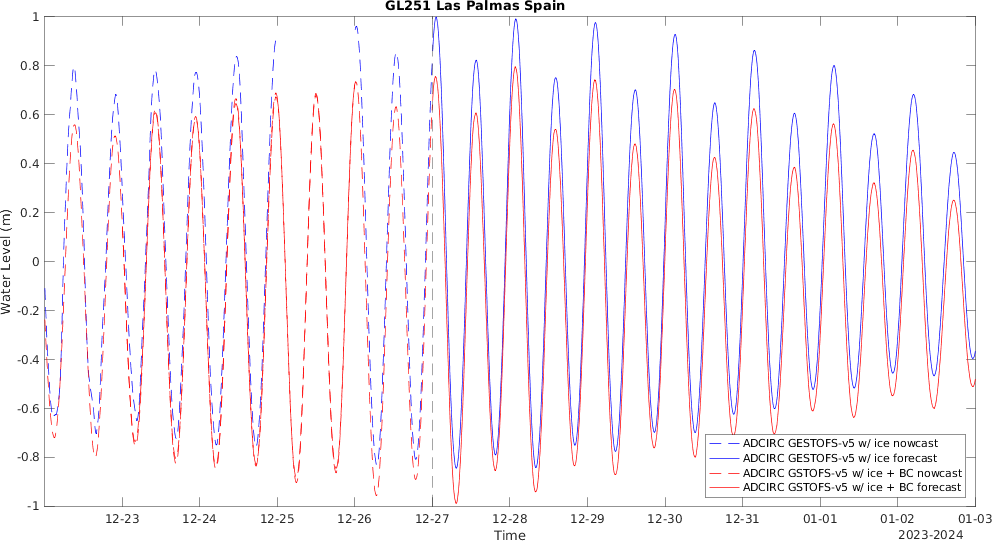 GL251 Las Palmas Spain
Water Level (m)
1
0.8
0.6
0.4
0.2
0
-0.2
-0.4
-0.6
-0.8
-1
12-23 12-24 12-25 12-26 12-27 12-28 12-29 12-30 12-31 01-01 01-02 01-03
Time
2023-2024
ADCIRC GESTOFS-v5 w/ ice nowcast
ADCIRC GESTOFS-v5 w/ ice forecast
ADCIRC GSTOFS-v5 w/ ice + BC nowcast
ADCIRC GSTOFS-v5 w/ ice + BC forecast